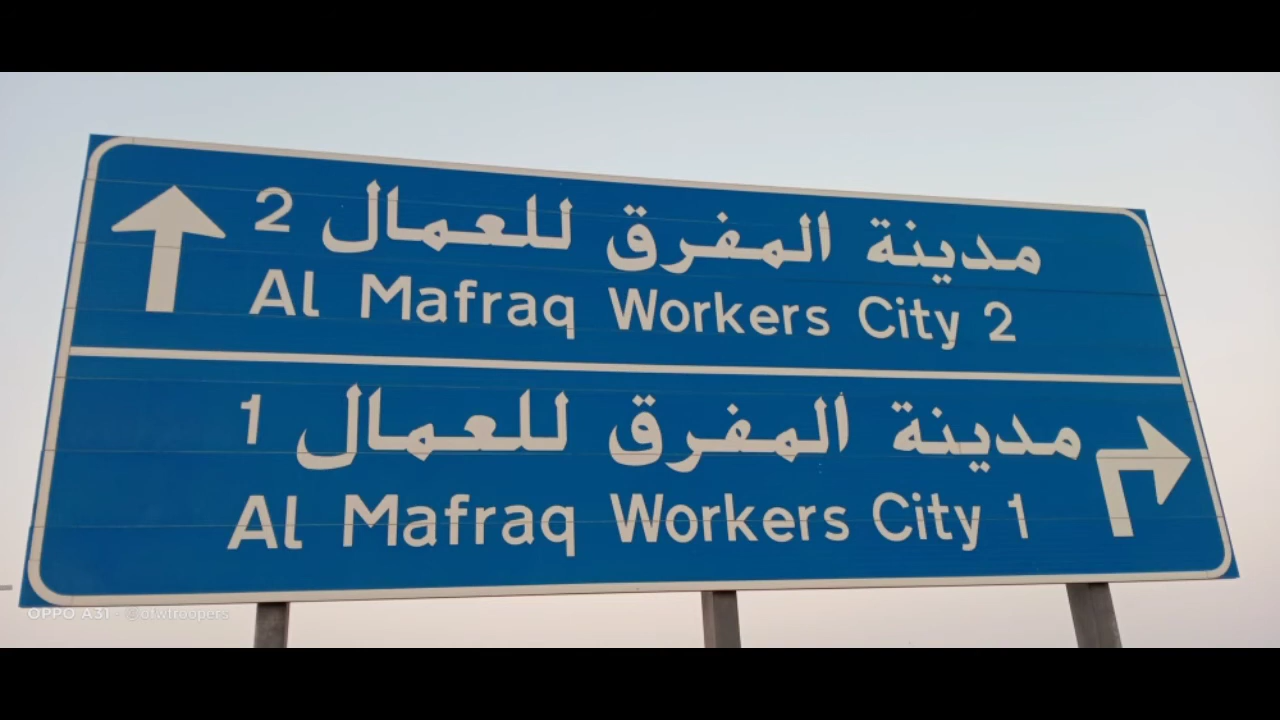 مدينة المفرق للعمال 2
Al Mafraq Workers City 2
مدينة المفرق للعمال 1
Al Mafraq Workers City 1
OPPO A31 - @ofwtroopers